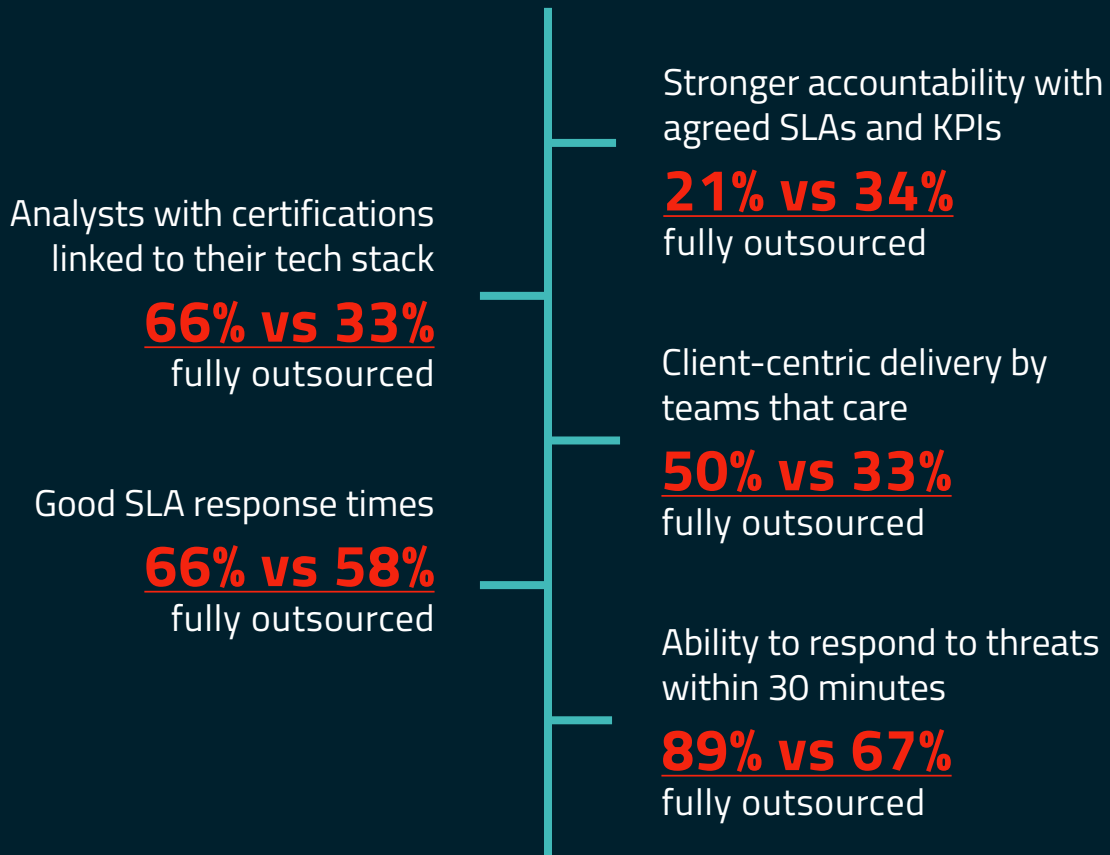 Stronger accountability with
agreed SLAs and KPIs
21% vs 34%
fully outsourced
Analysts with certifications
linked to their tech stack
66% vs 33%
fully outsourced
Client-centric delivery by
teams that care
50% vs 33%
fully outsourced
Good SLA response times
66% vs 58%
fully outsourced
Ability to respond to threats
within 30 minutes
89% vs 67%
fully outsourced